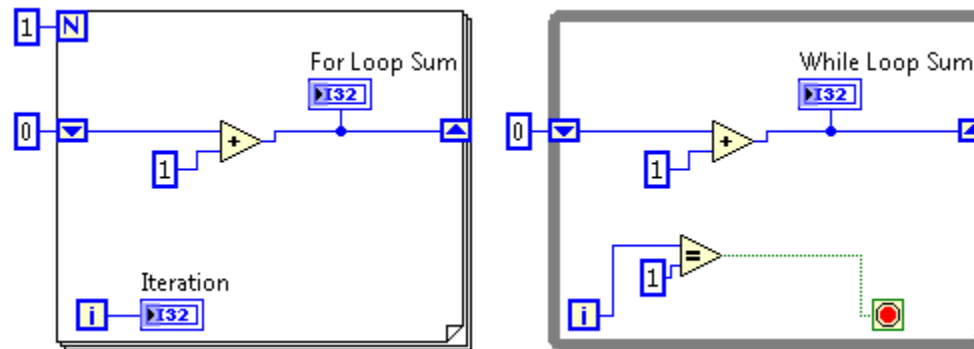 1 N
For Loop Sum
I32
0
+
1
Iteration
i
I32
While Loop Sum
I32
0
+
1
=
1
i